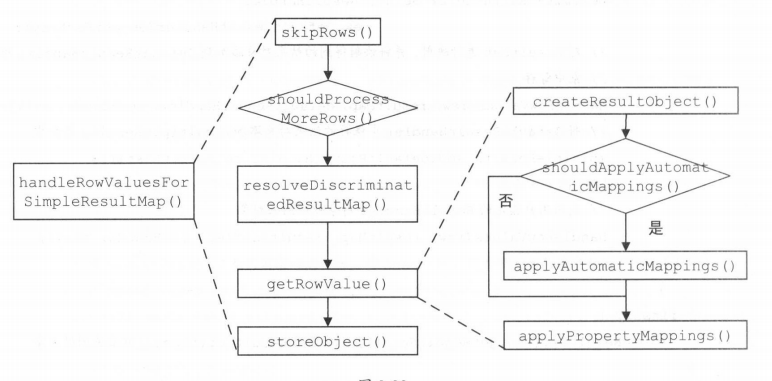 skipRows()
shouldProcess
MoreRows()
handleRowValuesFor
SimpleResultMap()
resolveDiscriminat
edResultMap()
getRowValue()
storeObject()
createResultObject()
shouldApplyAutomat
icMappings()
否
是
applyAutomaticMappings()
applyPropertyMappings()